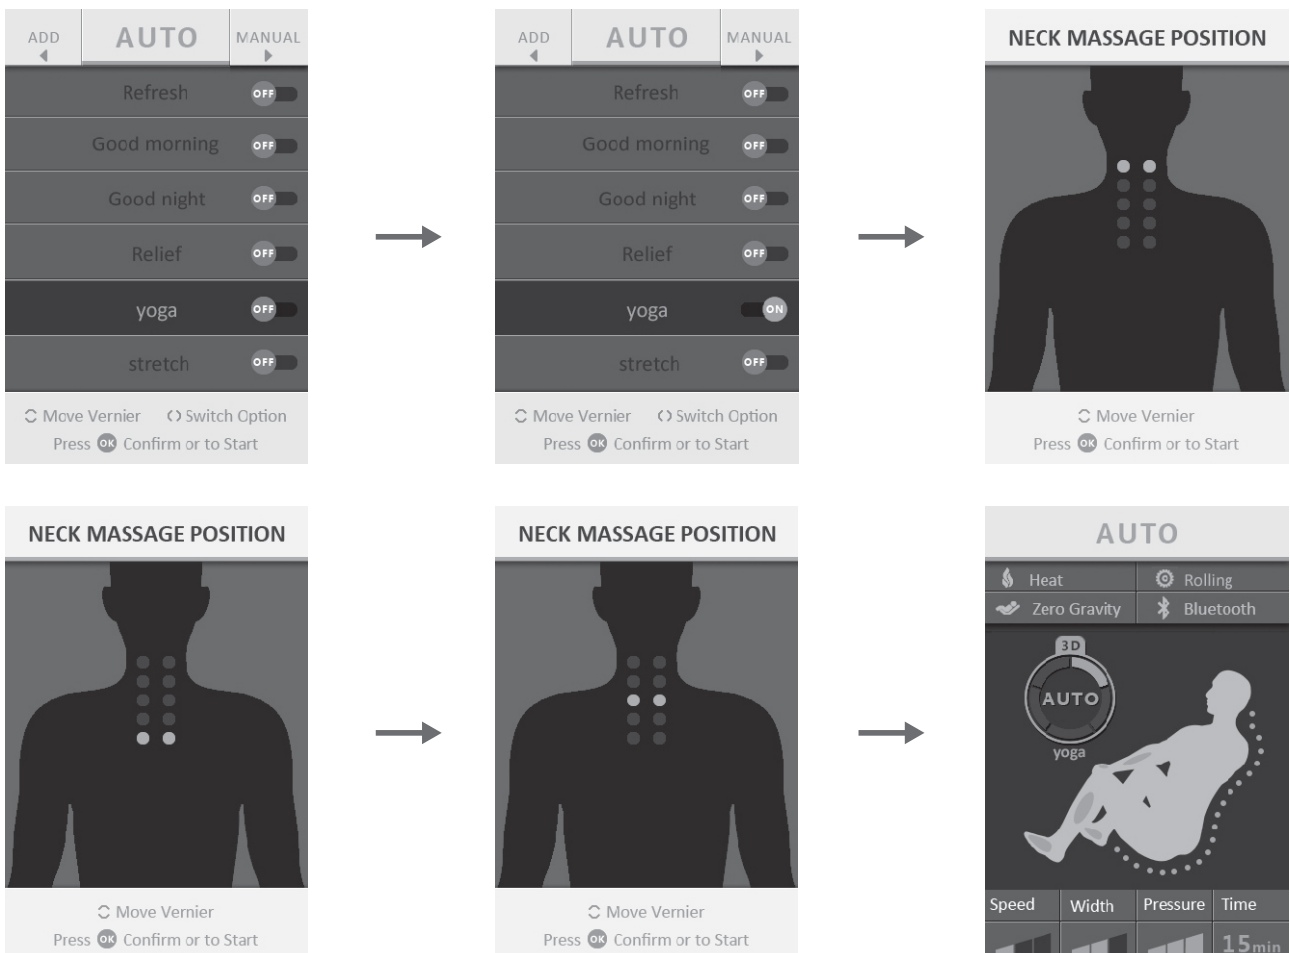 ADD AUTO MANUAL
Refresh OFF
Good morning OFF
Good night OFF
Relief OFF
yoga OFF
stretch OFF
Move Vernier Switch Option
Press OK Confirm or to Start
ADD AUTO MANUAL
Refresh OFF
Good morning OFF
Good night OFF
Relief OFF
yoga ON
stretch OFF
Move Vernier Switch Option
Press OK Confirm or to Start
NECK MASSAGE POSITION
Move Vernier
Press OK Confirm or to Start
NECK MASSAGE POSITION
Move Vernier
Press OK Confirm or to Start
NECK MASSAGE POSITION
Move Vernier
Press OK Confirm or to Start
AUTO
Heat Rolling
Zero Gravity Bluetooth
3D
AUTO
yoga
Speed Width Pressure Time
15min